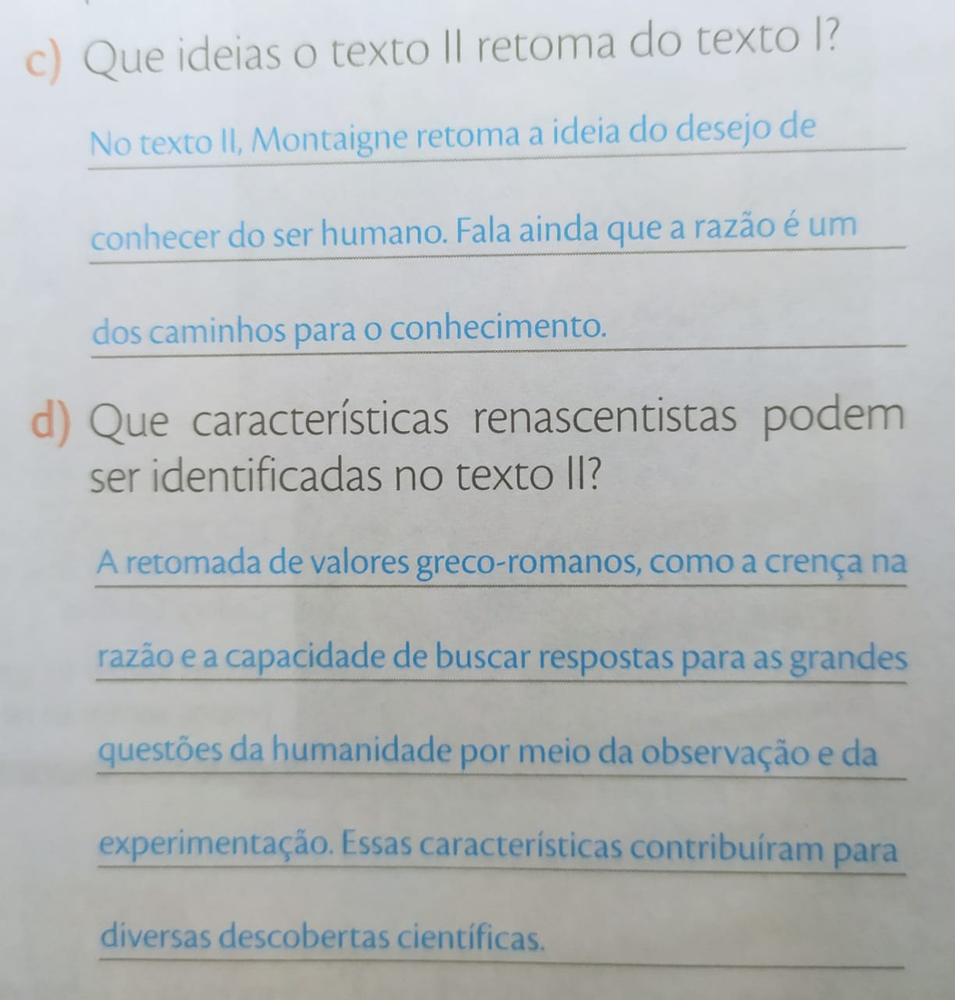 c) Que ideias o texto II retoma do texto I?
No texto II, Montaigne retoma a ideia do desejo de
conhecer do ser humano. Fala ainda que a razão é um
dos caminhos para o conhecimento.
d) Que características renascentistas podem
ser identificadas no texto II?
A retomada de valores greco-romanos, como a crença na
razão e a capacidade de buscar respostas para as grandes
questões da humanidade por meio da observação e da
experimentação. Essas características contribuíram para
diversas descobertas científicas.